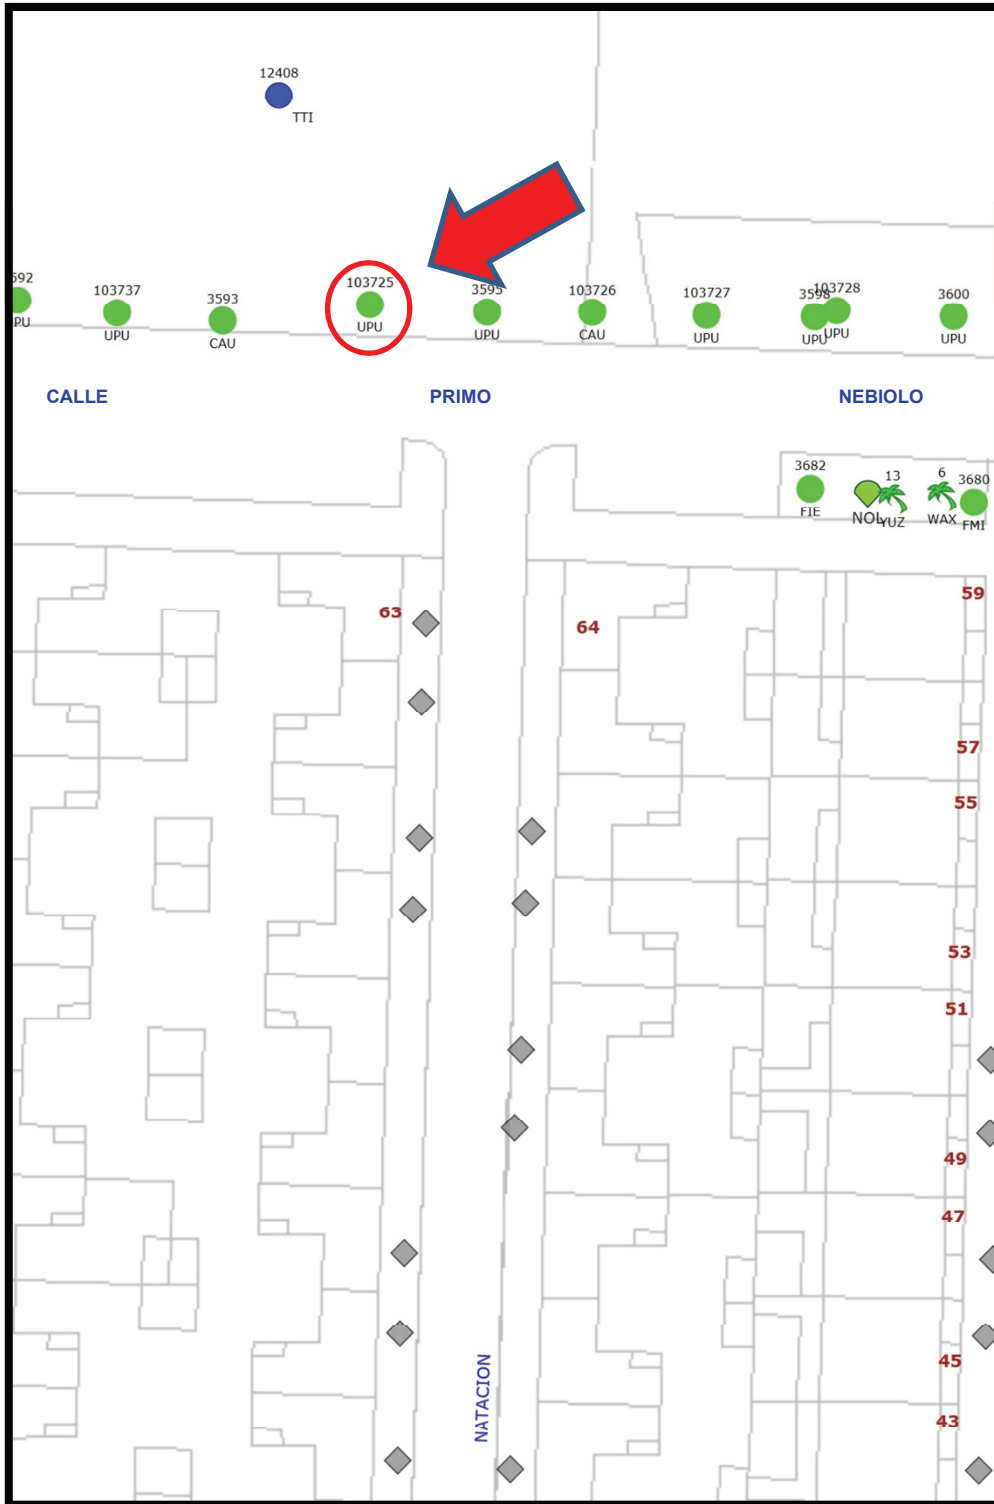 12408
TTI
592
103737
3593
103725
3595
103726
103727
3598
103728
3600
PU
UPU
CAU
UPU
UPU
CAU
UPU
UPU
UPU
UPU
CALLE PRIMO NEBIOLO
3682
13
6
3680
FIE
NOL
YUZ
WAX
FMI
59
63
64
57
55
53
51
49
47
45
43
NATACION